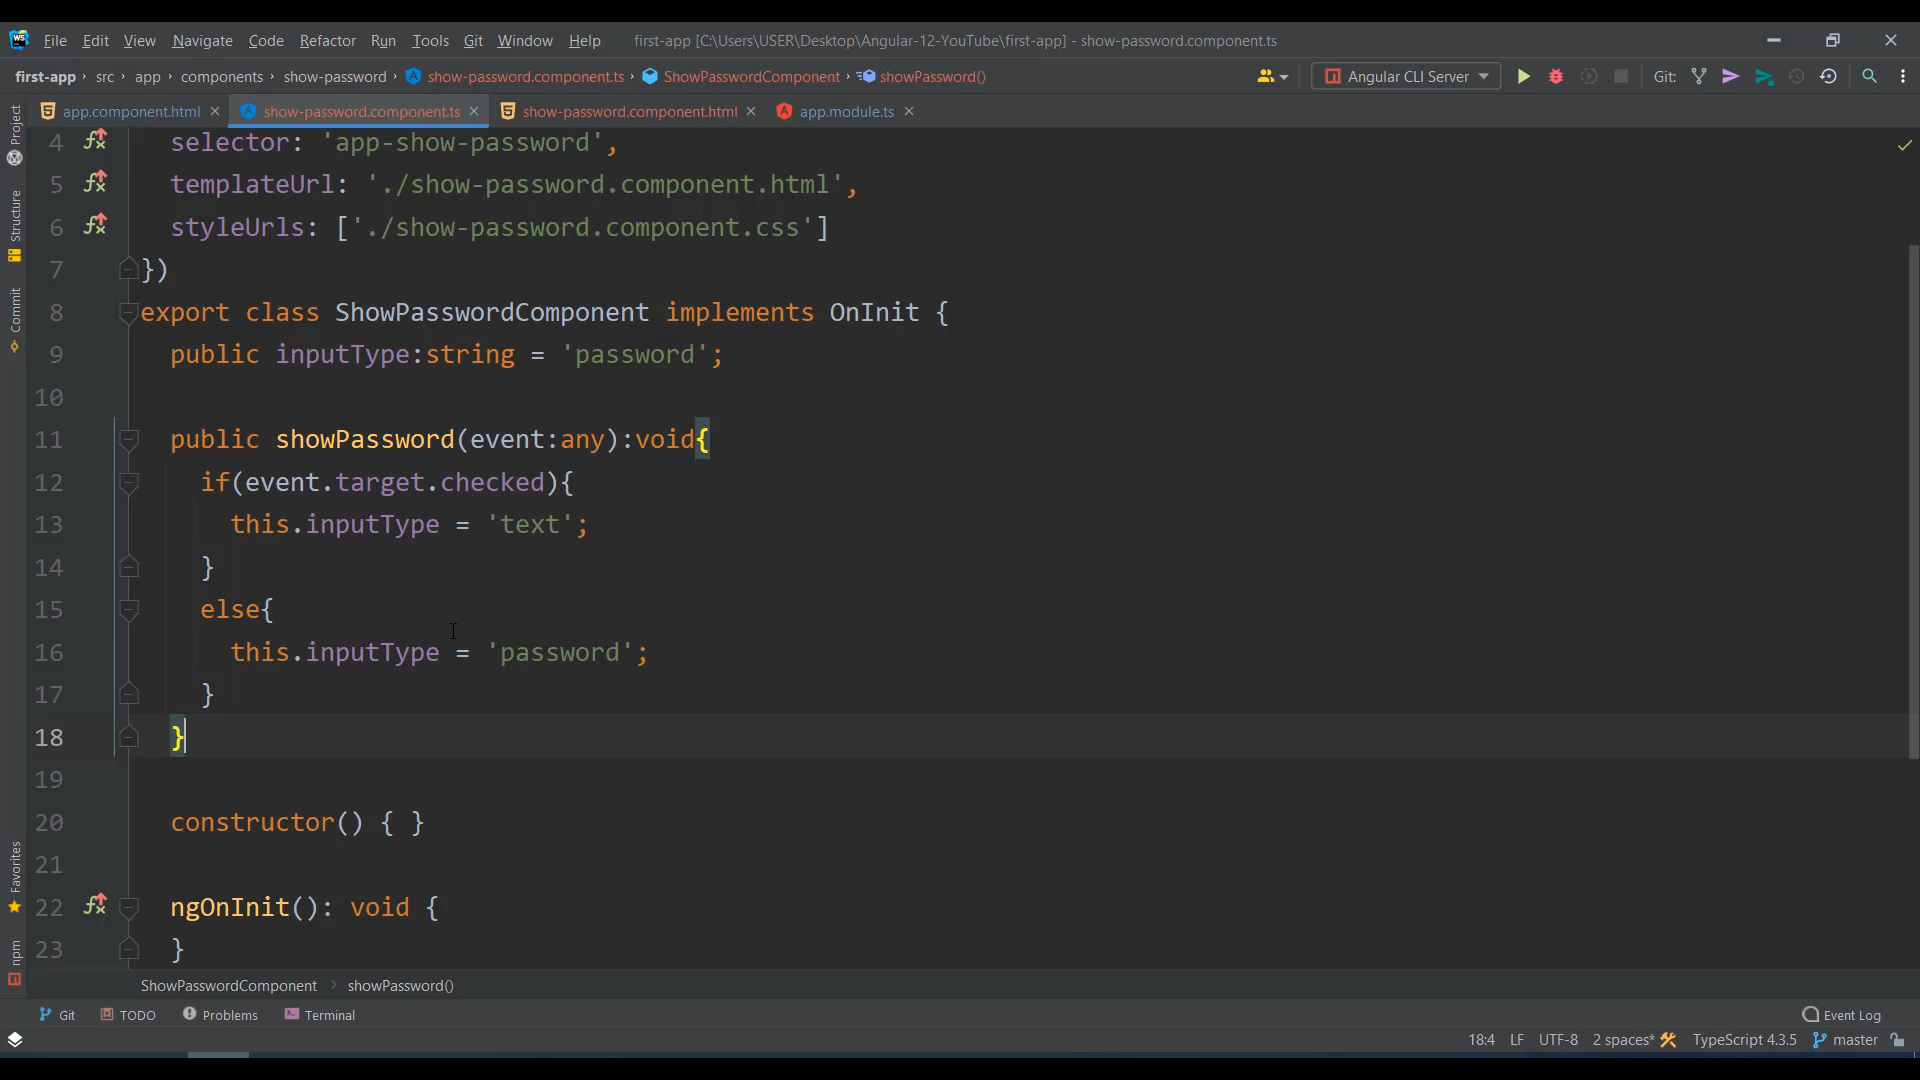 WS File Edit View Navigate Code Refactor Run Tools Git Window Help first-app [C:\Users\USER\Desktop\Angular-12-YouTube\first-app] - show-password.component.ts
first-app › src › app › components › show-password › show-password.component.ts › ShowPasswordComponent › showPassword() Angular CLI Server Git:
app.component.html show-password.component.ts show-password.component.html app.module.ts
Project
Structure
Commit
Favorites
npm
4 selector: 'app-show-password',
5 templateUrl: './show-password.component.html',
6 styleUrls: ['./show-password.component.css']
7 })
8 export class ShowPasswordComponent implements OnInit {
9 public inputType:string = 'password';
10
11 public showPassword(event:any):void{
12 if(event.target.checked){
13 this.inputType = 'text';
14 }
15 else{
16 this.inputType = 'password';
17 }
18 }
19
20 constructor() { }
21
22 ngOnInit(): void {
23 }
ShowPasswordComponent › showPassword()
Git TODO Problems Terminal Event Log
18:4 LF UTF-8 2 spaces* TypeScript 4.3.5 master